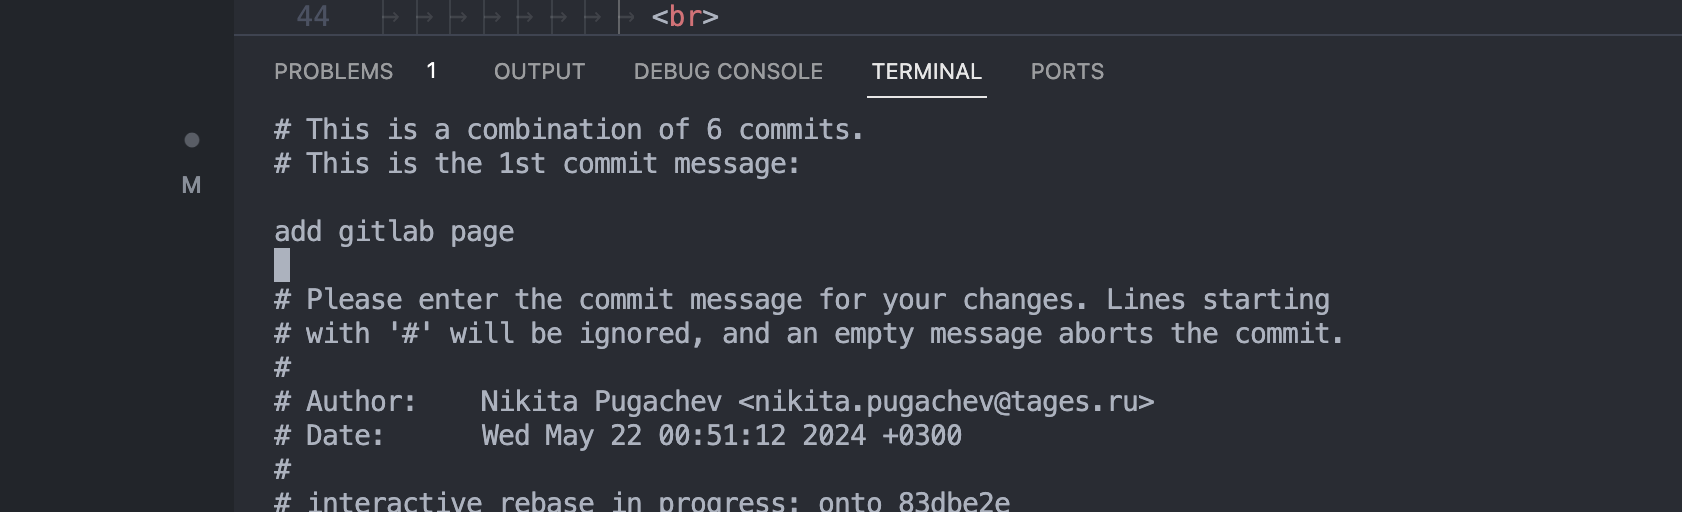 44 <br>
PROBLEMS 1 OUTPUT DEBUG CONSOLE TERMINAL PORTS
# This is a combination of 6 commits.
# This is the 1st commit message:
M
add gitlab page
# Please enter the commit message for your changes. Lines starting
# with '#' will be ignored, and an empty message aborts the commit.
#
# Author:    Nikita Pugachev <nikita.pugachev@tages.ru>
# Date:      Wed May 22 00:51:12 2024 +0300
#
# interactive rebase in progress; onto 83dbe2e